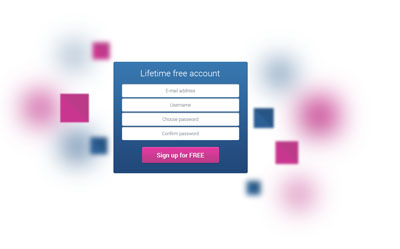 Lifetime free account
E-mail address
Username
Choose password
Confirm password
Sign up for FREE